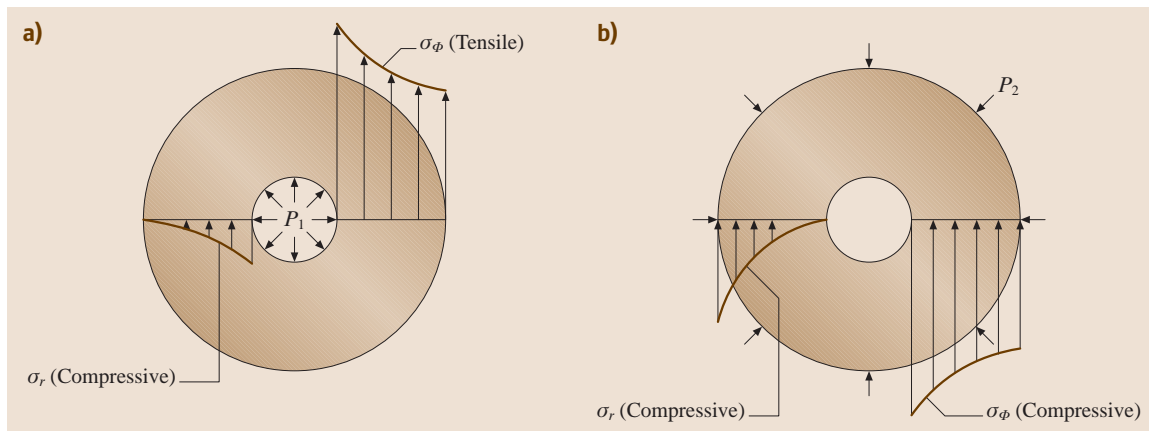 a)
σΦ (Tensile)
P1
σr (Compressive)
b)
P2
σr (Compressive)
σΦ (Compressive)